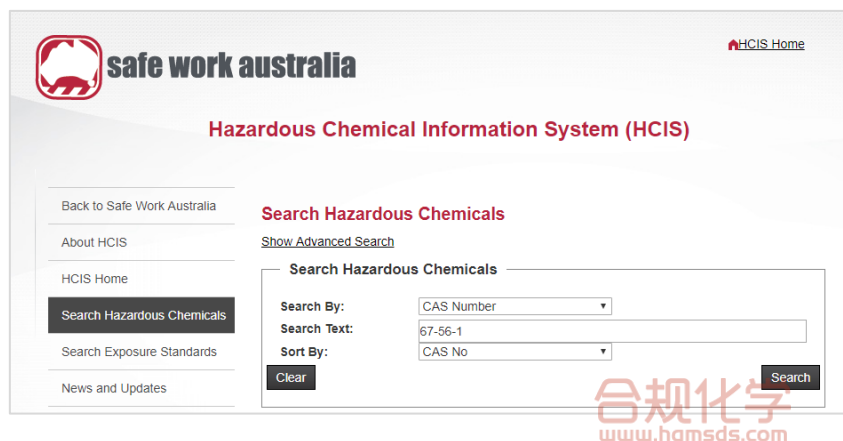 HCIS Home
safe work australia
Hazardous Chemical Information System (HCIS)
Back to Safe Work Australia
About HCIS
HCIS Home
Search Hazardous Chemicals
Search Exposure Standards
News and Updates
Search Hazardous Chemicals
Show Advanced Search
Search Hazardous Chemicals
Search By: CAS Number
Search Text: 67-56-1
Sort By: CAS No
Clear Search
合规化学
www.hgmsds.com